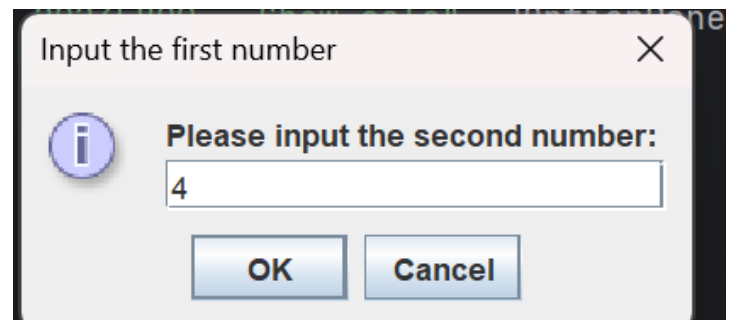 Input the first number
Please input the second number:
4
OK
Cancel